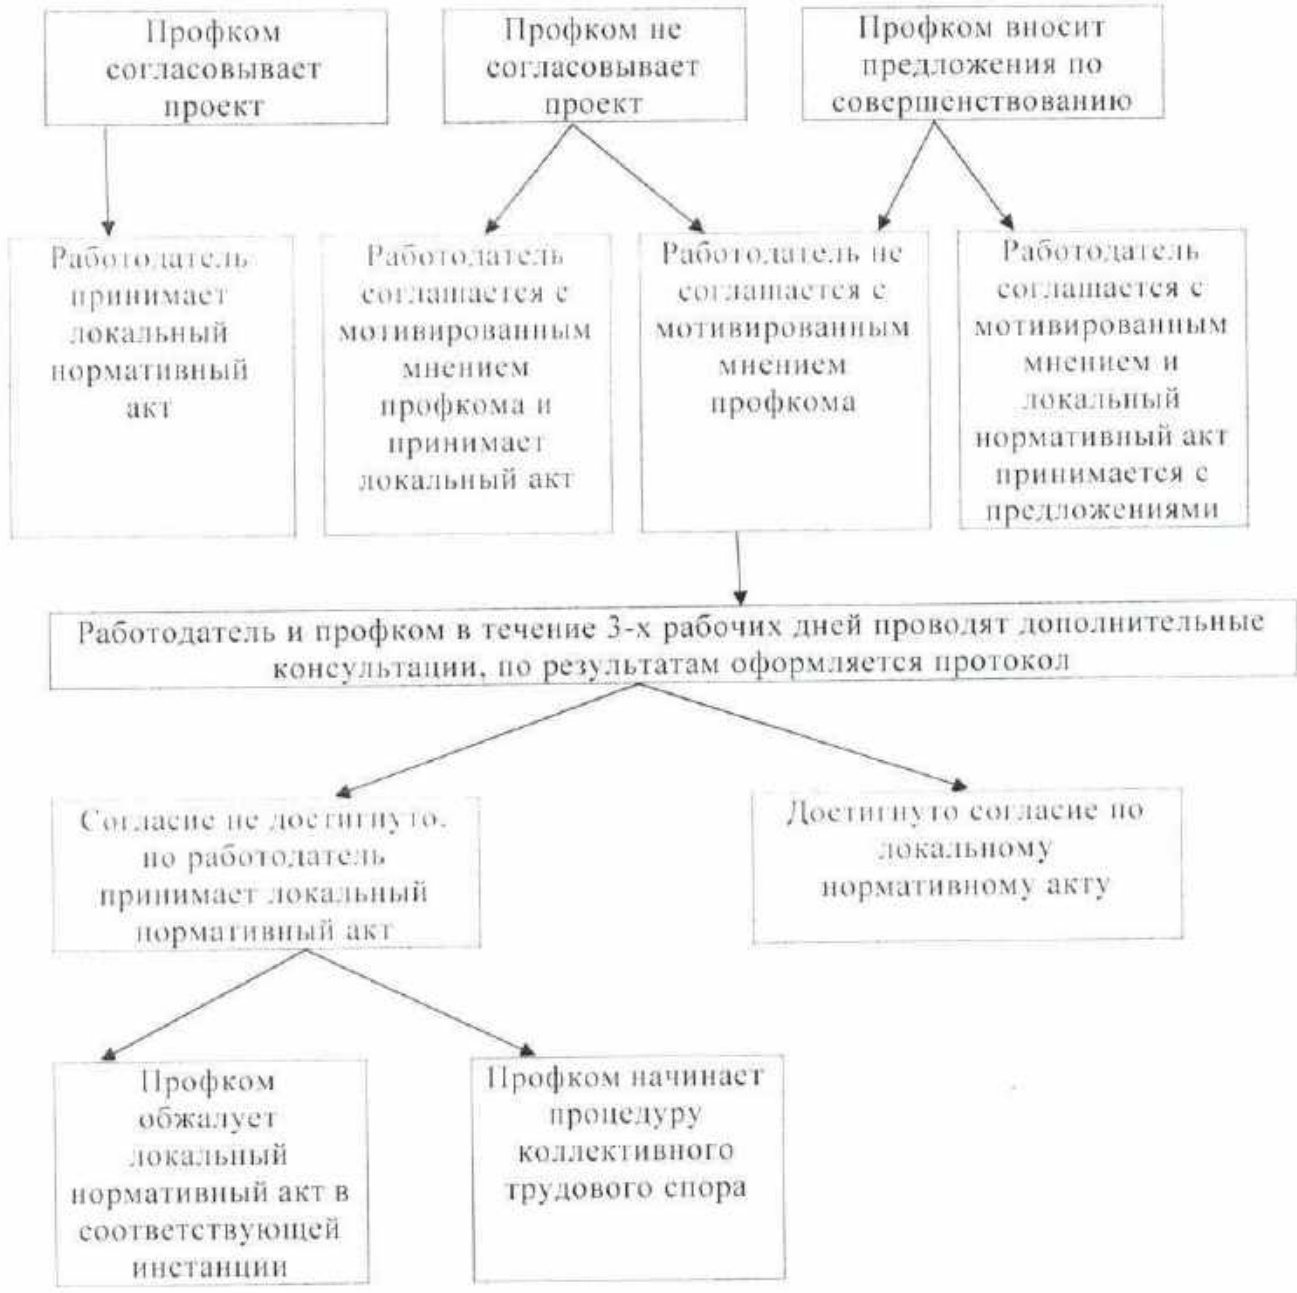 Профком
согласовывает
проект
Профком не
согласовывает
проект
Профком вносит
предложения по
совершенствованию
Работодатель
принимает
локальный
нормативный
акт
Работодатель
соглашается с
мотивированным
мнением
профкома и
принимает
локальный акт
Работодатель не
соглашается с
мотивированным
мнением
профкома
Работодатель
соглашается с
мотивированным
мнением и
локальный
нормативный акт
принимается с
предложениями
Работодатель и профком в течение 3-х рабочих дней проводят дополнительные
консультации, по результатам оформляется протокол
Согласие не достигнуто,
но работодатель
принимает локальный
нормативный акт
Достигнуто согласие по
локальному
нормативному акту
Профком
обжалует
локальный
нормативный акт в
соответствующей
инстанции
Профком начинает
процедуру
коллективного
трудового спора